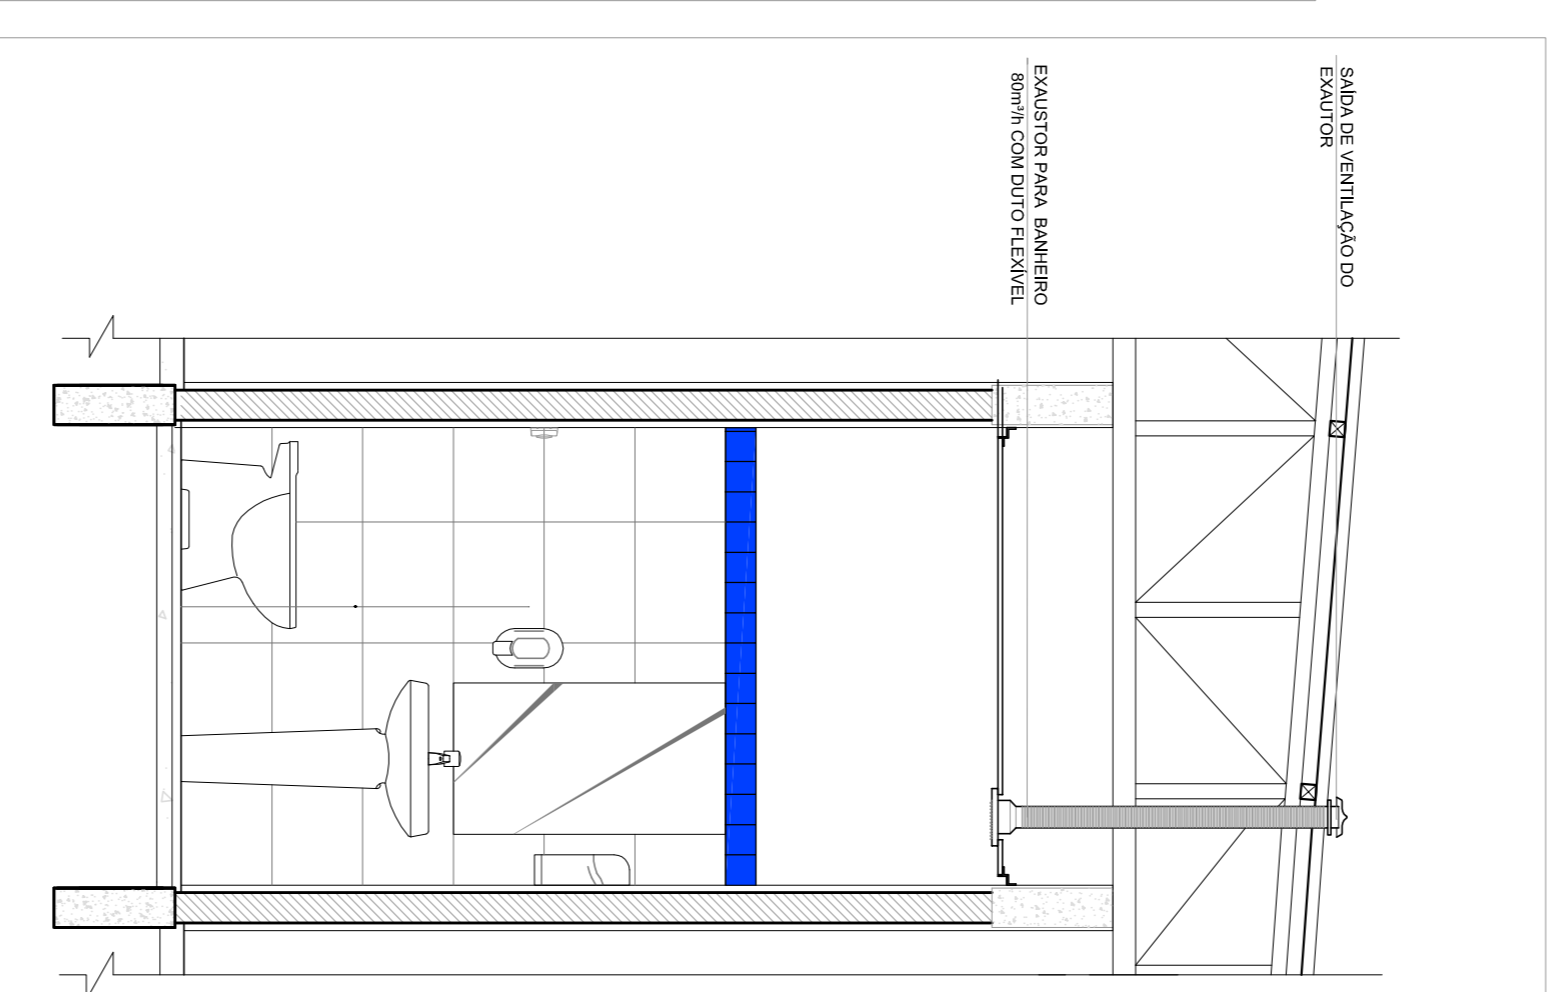 EXAUSTOR PARA BANHEIRO
80m³/h COM DUTO FLEXÍVEL
SAÍDA DE VENTILAÇÃO DO
EXAUTOR